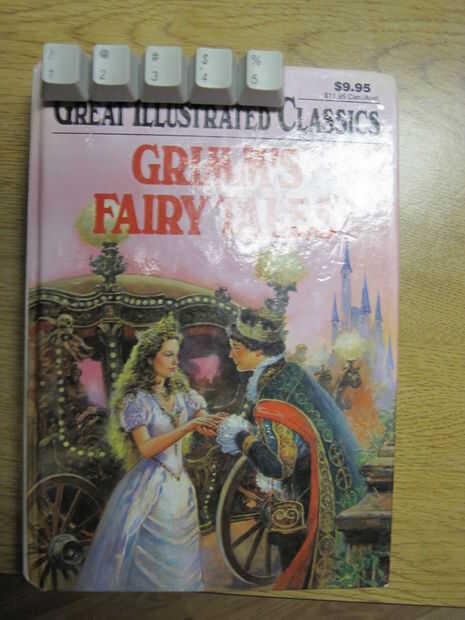 ! @ # $ %
1 2 3 4 5
$9.95
GREAT ILLUSTRATED CLASSICS
GRIMM'S
FAIRY TALES